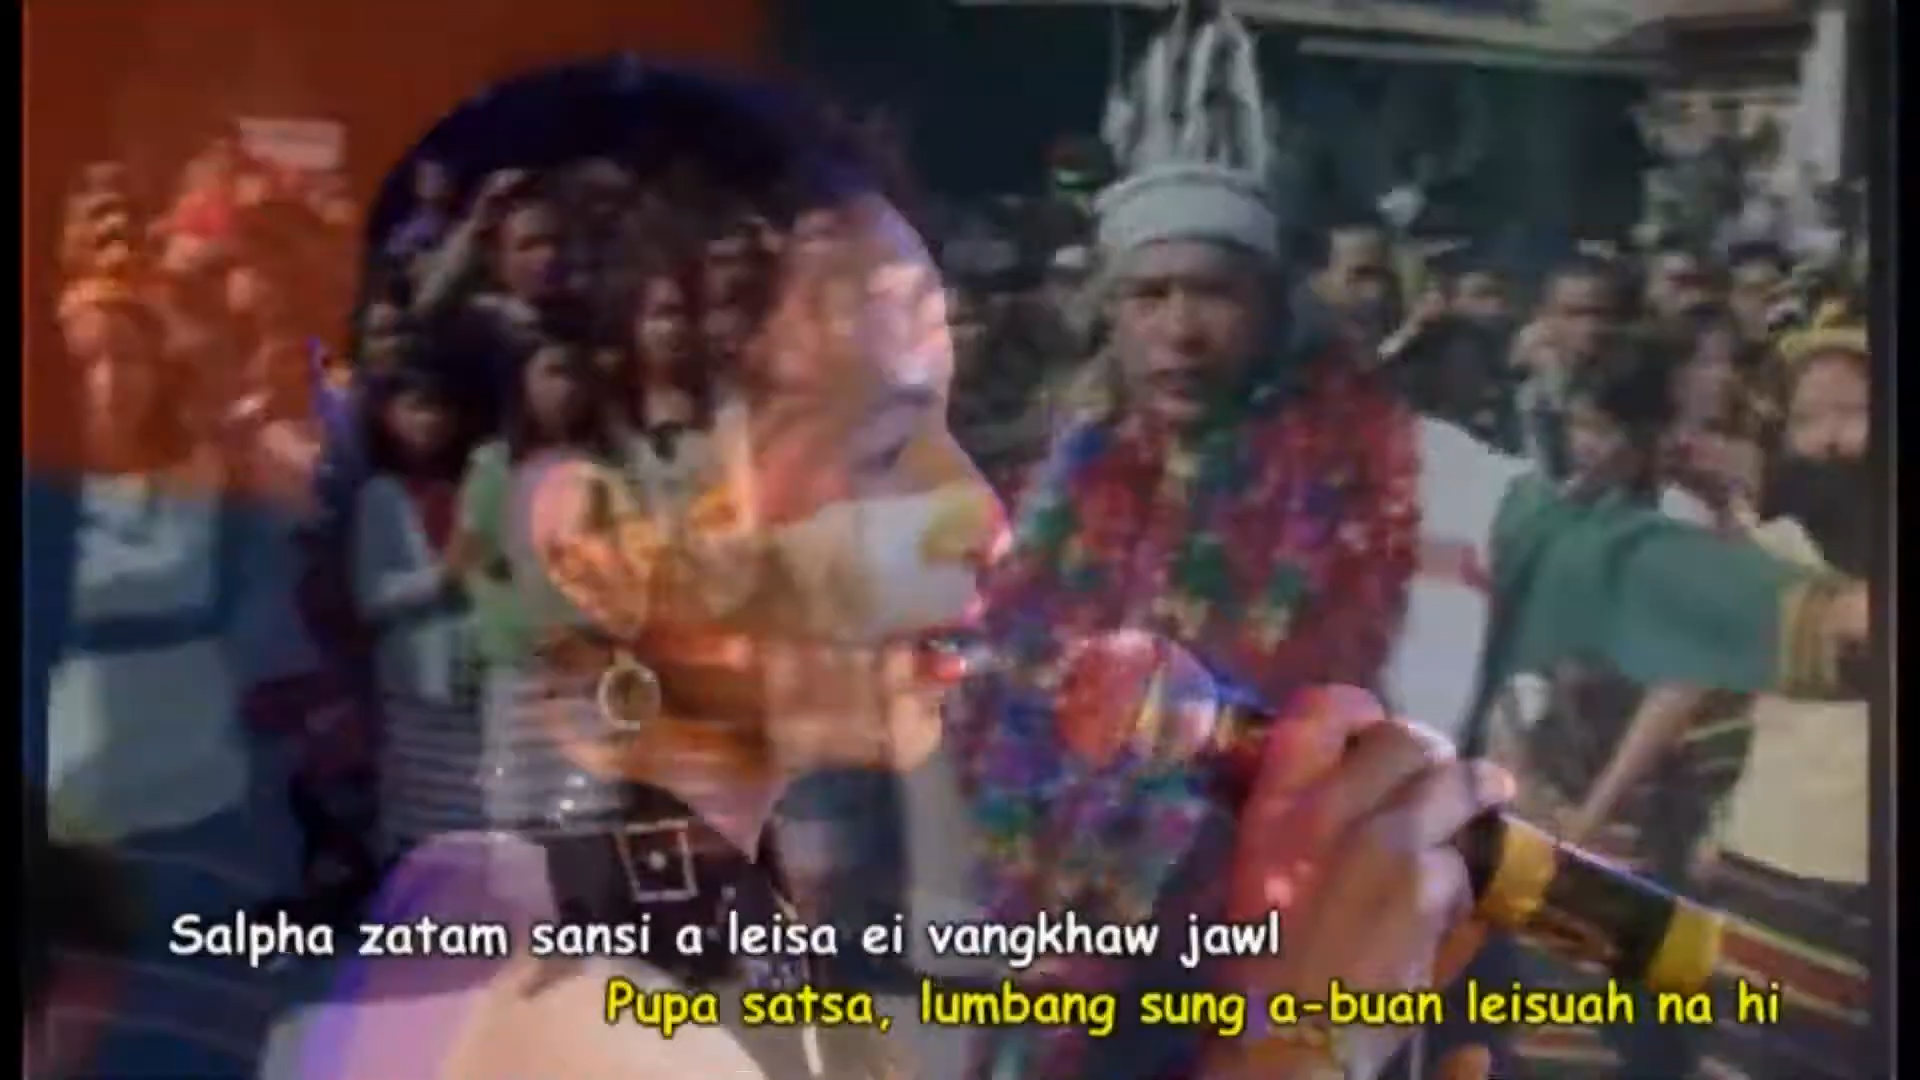 Salpha zatam sansi a leisa ei vangkhaw jawl
Pupa satsa, lumbang sung a-buan leisuah na hi